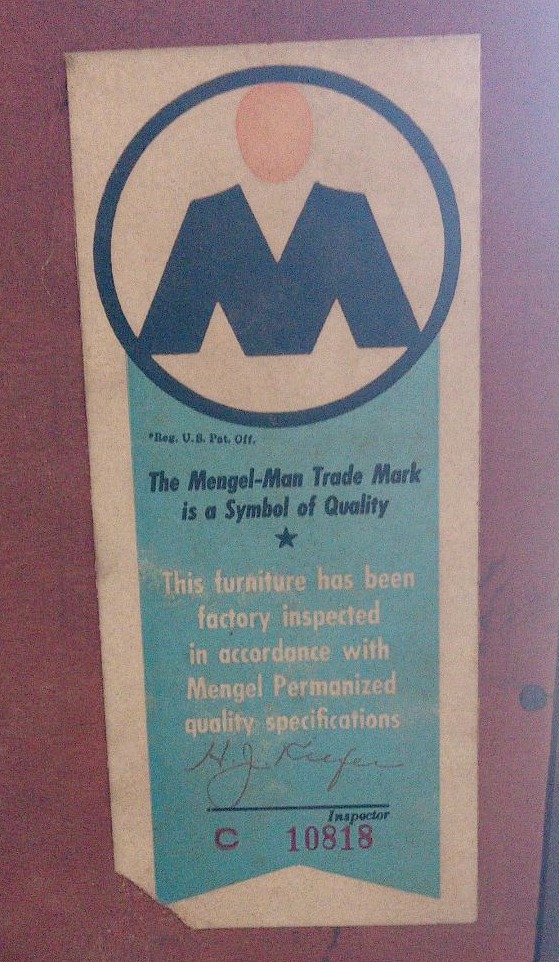 *Reg. U.S. Pat. Off.
The Mengel-Man Trade Mark
is a Symbol of Quality
This furniture has been
factory inspected
in accordance with
Mengel Permanized
quality specifications
H. J. Kiefer
Inspector
C 10818